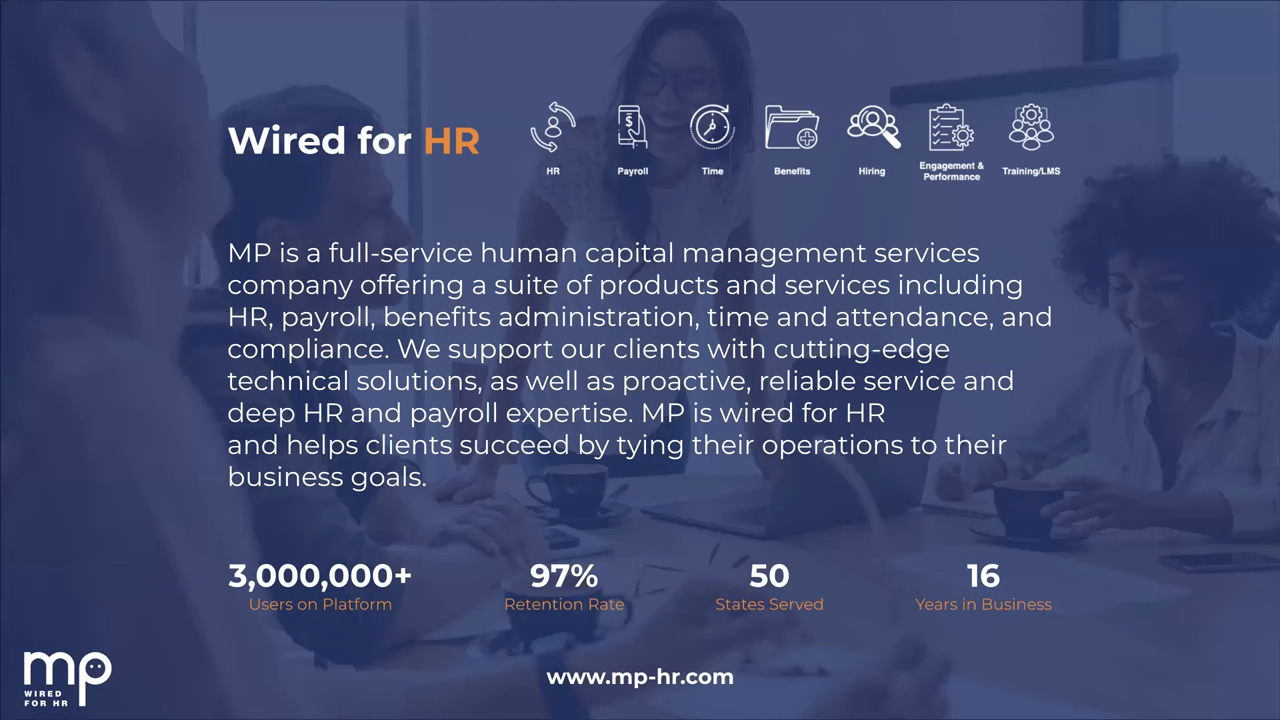 Wired for HR
HR
Payroll
Time
Benefits
Hiring
Engagement &
Performance
Training/LMS
MP is a full-service human capital management services
company offering a suite of products and services including
HR, payroll, benefits administration, time and attendance, and
compliance. We support our clients with cutting-edge
technical solutions, as well as proactive, reliable service and
deep HR and payroll expertise. MP is wired for HR
and helps clients succeed by tying their operations to their
business goals.
3,000,000+
Users on Platform
97%
Retention Rate
50
States Served
16
Years in Business
mp
WIRED
FOR HR
www.mp-hr.com